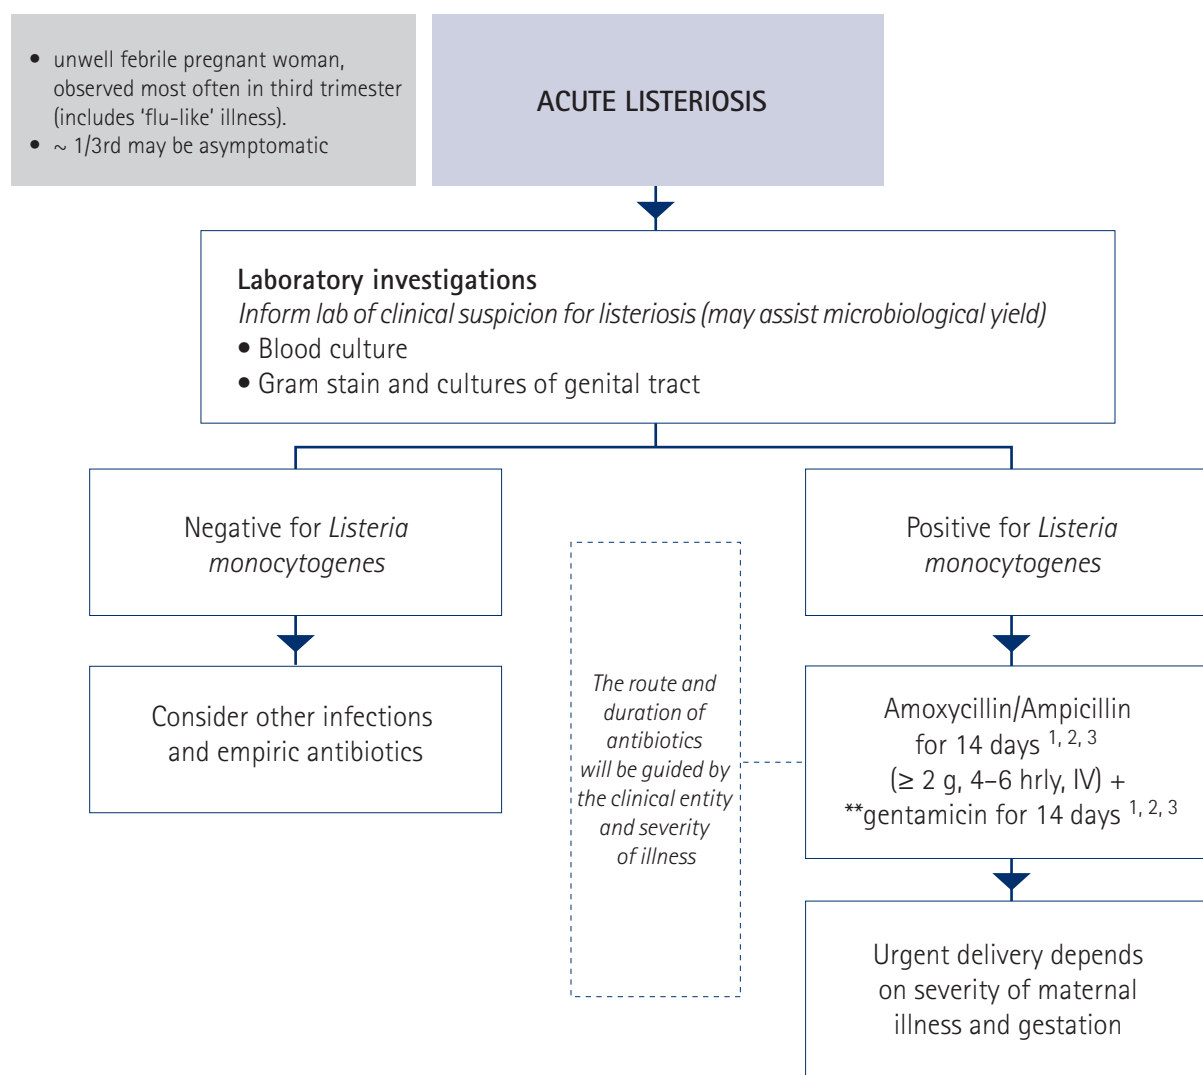 • unwell febrile pregnant woman,
observed most often in third trimester
(includes ‘flu-like’ illness).
• ~ 1/3rd may be asymptomatic
ACUTE LISTERIOSIS
Laboratory investigations
Inform lab of clinical suspicion for listeriosis (may assist microbiological yield)
• Blood culture
• Gram stain and cultures of genital tract
Negative for Listeria
monocytogenes
Positive for Listeria
monocytogenes
Consider other infections
and empiric antibiotics
The route and
duration of
antibiotics
will be guided by
the clinical entity
and severity
of illness
Amoxycillin/Ampicillin
for 14 days 1, 2, 3
(≥ 2 g, 4–6 hrly, IV) +
**gentamicin for 14 days 1, 2, 3
Urgent delivery depends
on severity of maternal
illness and gestation